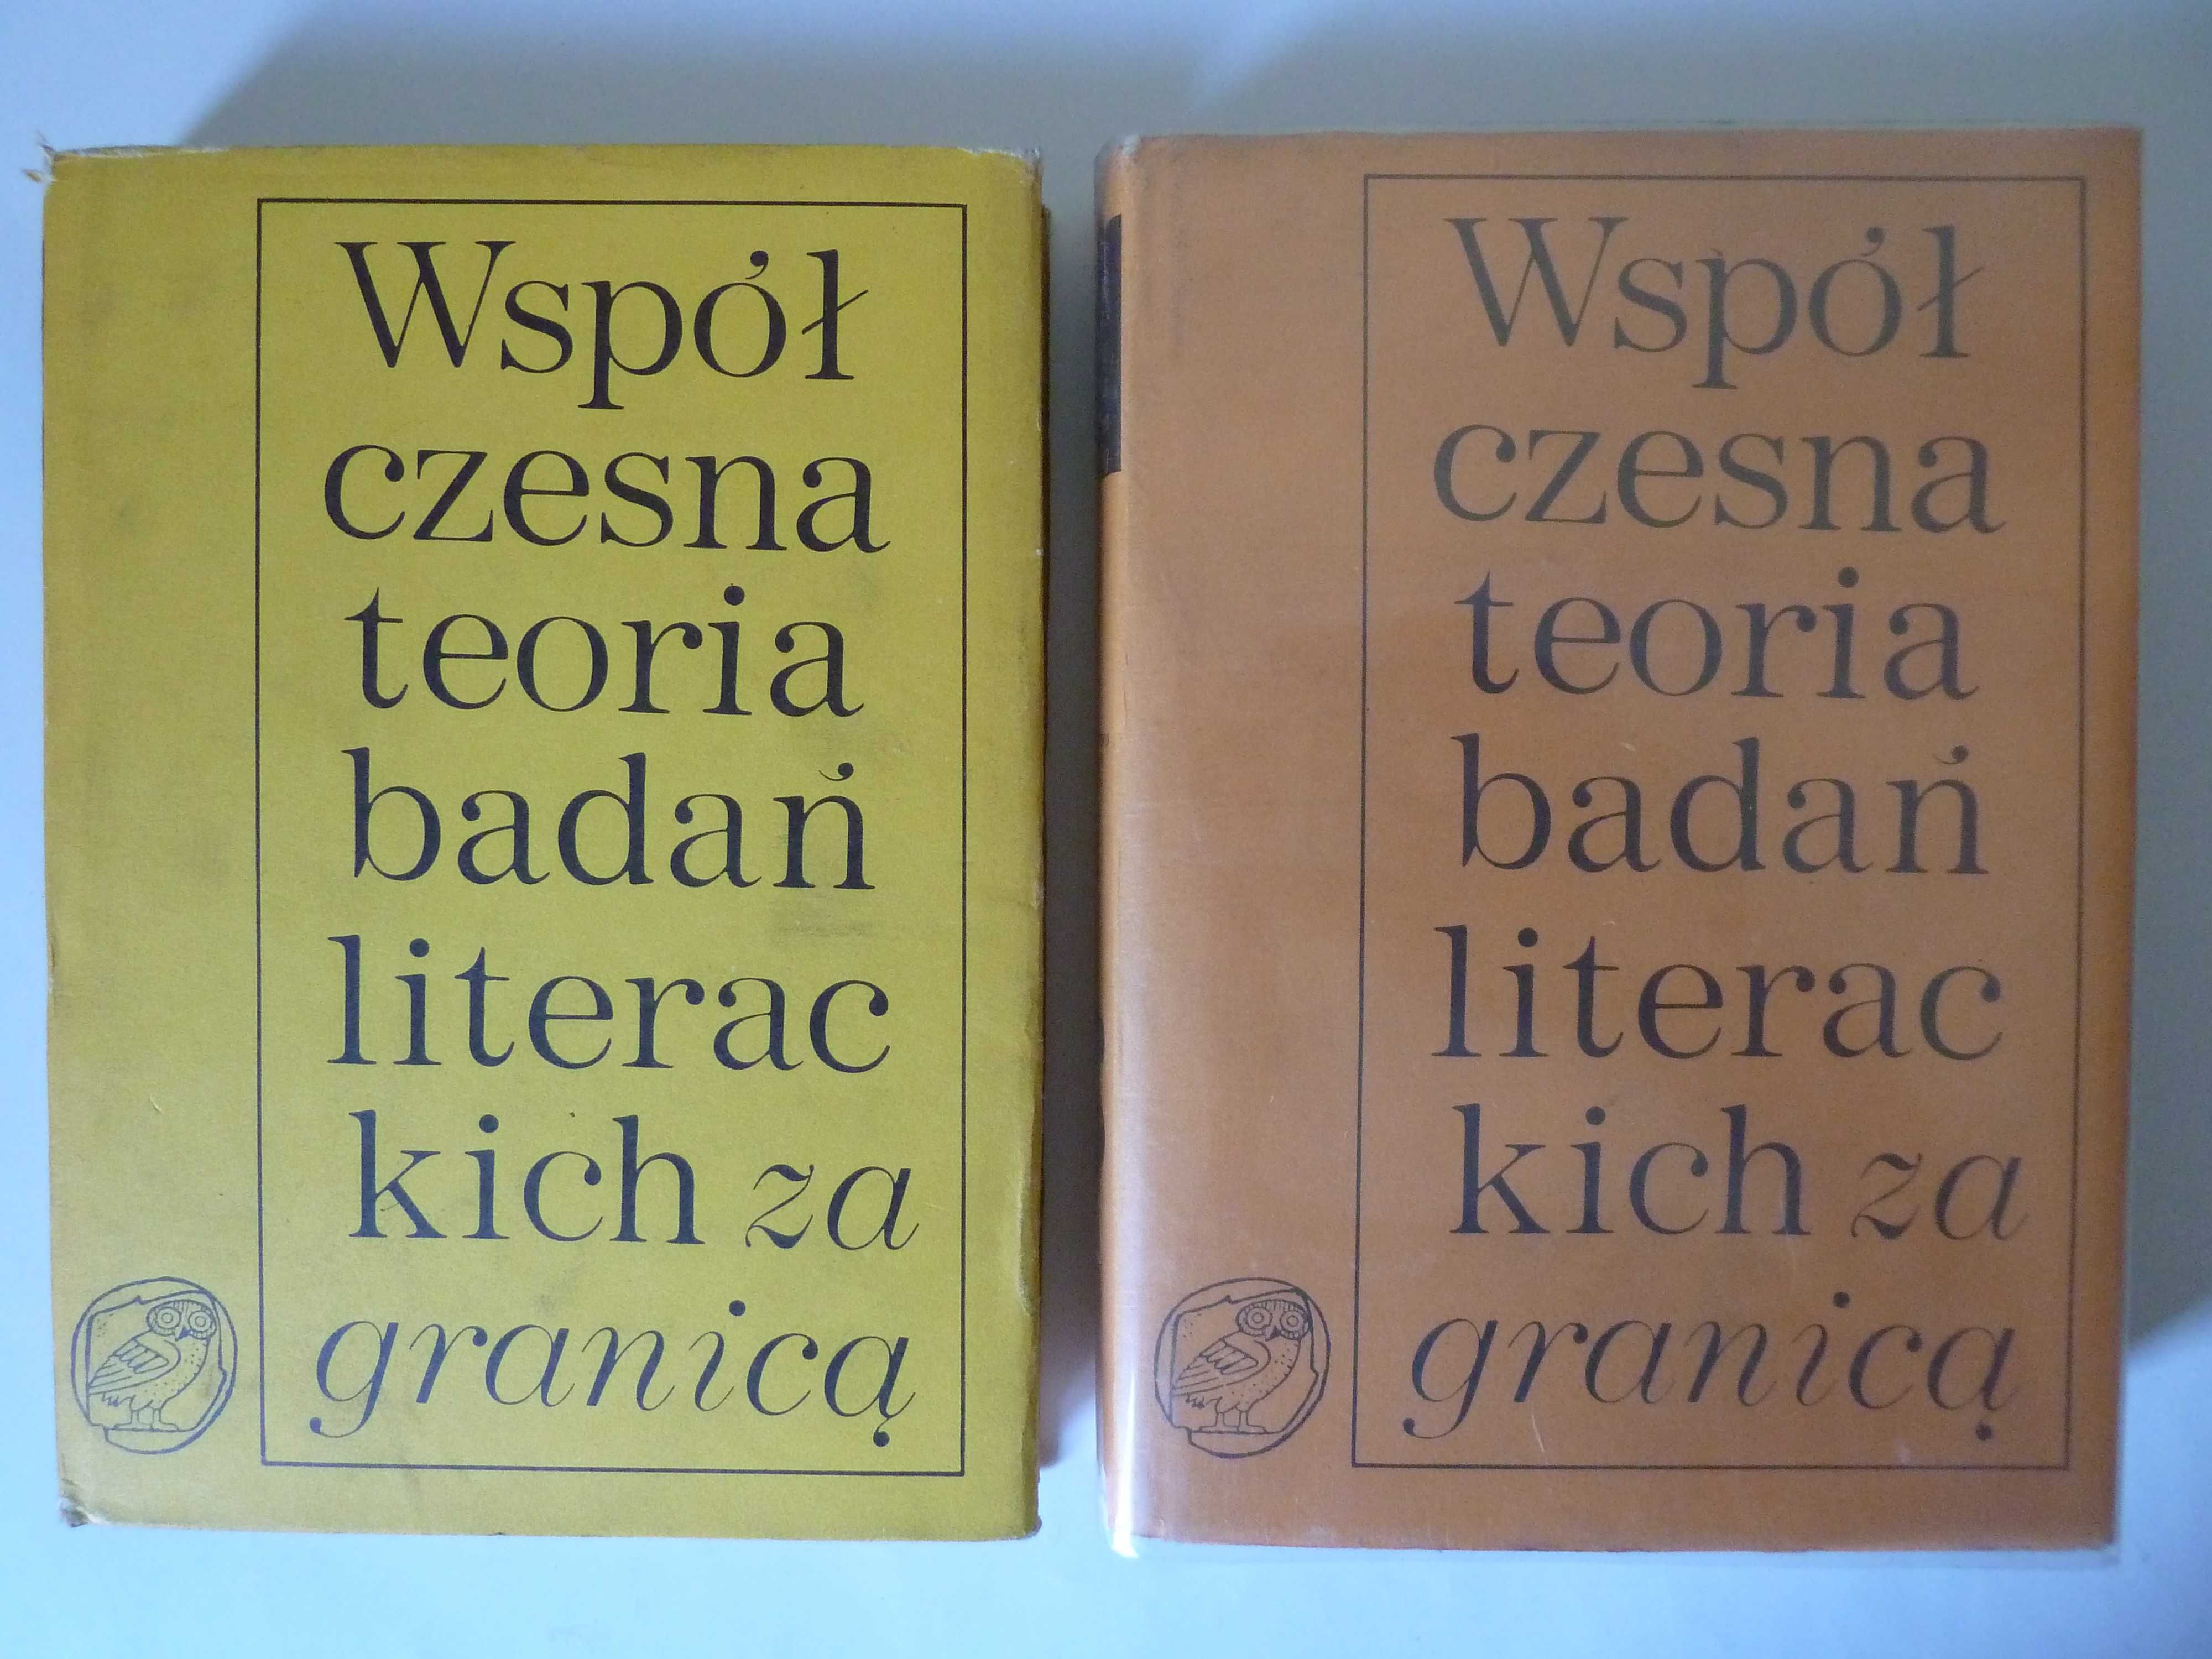 Współ
czesna
teoria
badań
literac
kich za
granicą
Współ
czesna
teoria
badań
literac
kich za
granicą